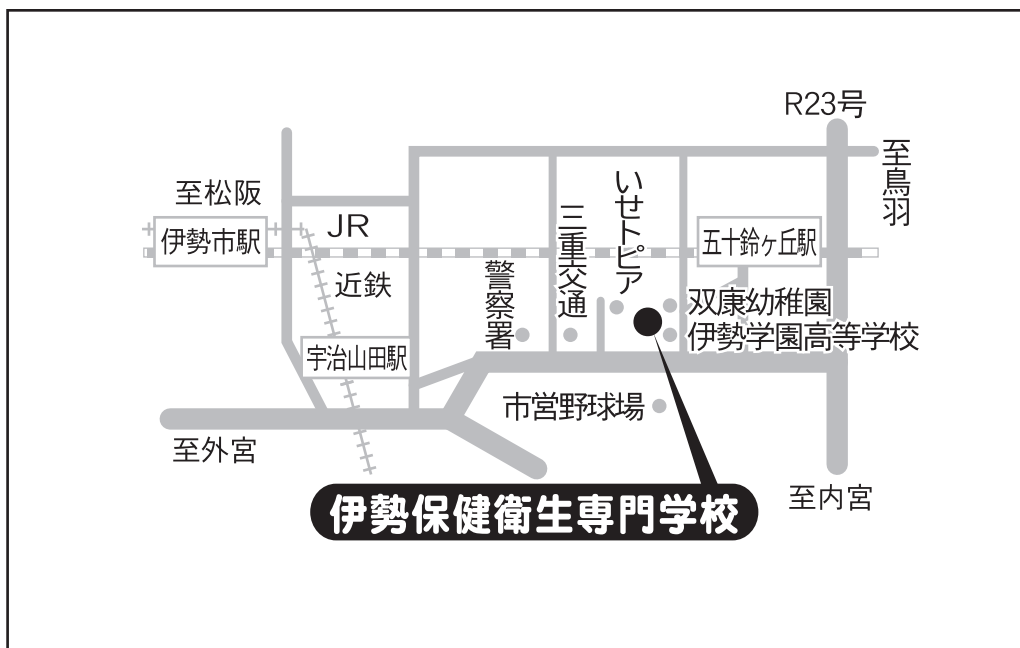 R23号
至鳥羽
至松阪
JR
伊勢市駅
近鉄
いせトピア
三重交通
五十鈴ヶ丘駅
警察署
双康幼稚園
伊勢学園高等学校
宇治山田駅
市営野球場
至外宮
至内宮
伊勢保健衛生専門学校